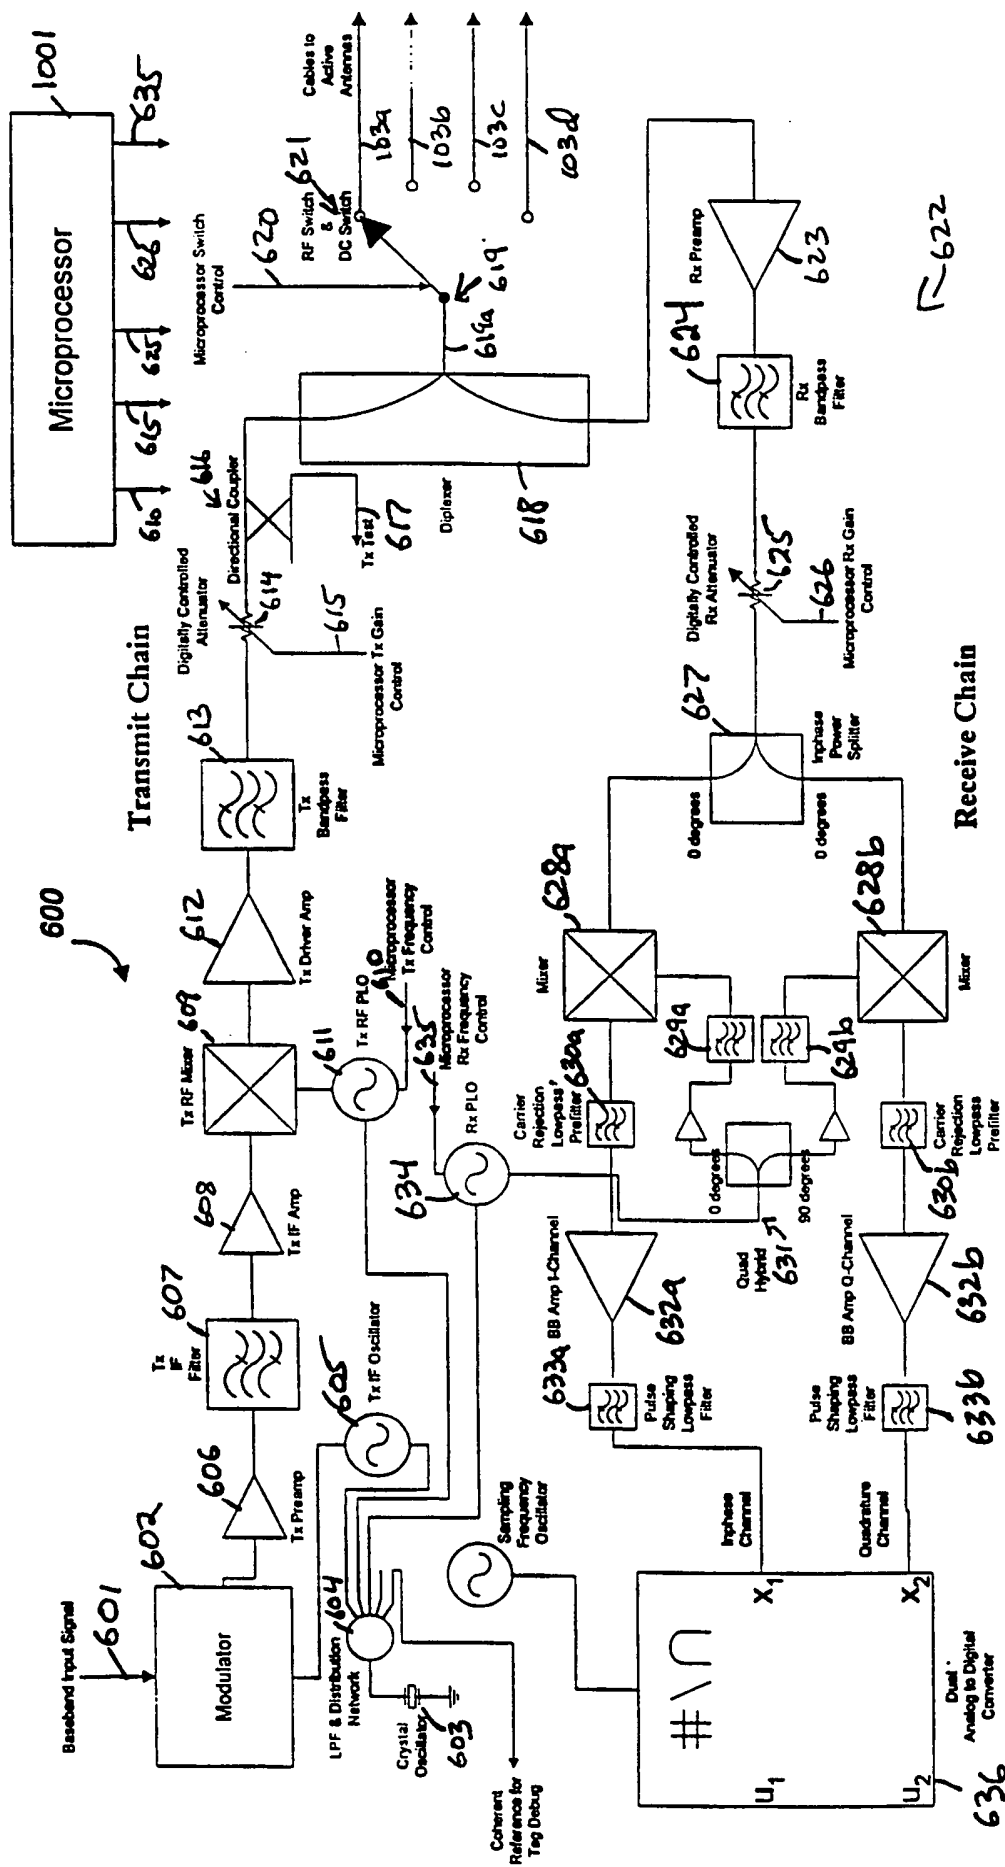 600
Transmit Chain
Baseband Input Signal
601
Modulator
602
Tx Preamp
606
Tx
IF
Filter
607
Tx IF Amp
608
Tx RF Mixer
609
Tx Driver Amp
612
Tx
Bandpass
Filter
613
Digitally Controlled
Attenuator
614
Microprocessor Tx Gain
Control
615
Directional Coupler
616
Tx Test
617
Diplexer
618
Microprocessor
1001
610
615
625
626
635
Microprocessor Switch
Control
620
RF Switch
&
DC Switch
621
619
619a
Cables to
Active
Antennas
103a
103b
103c
103d
LPF & Distribution
Network
604
Crystal
Oscillator
603
Coherent
Reference for
Tag Debug
Tx IF Oscillator
605
Tx RF PLO
611
Microprocessor
Tx Frequency
Control
610
Microprocessor
Rx Frequency
Control
635
Rx PLO
634
Sampling
Frequency
Oscillator
Rx Preamp
623
622
Rx
Bandpass
Filter
624
Digitally Controlled
Rx Attenuator
625
Microprocessor Rx Gain
Control
626
Inphase
Power
Splitter
627
0 degrees
0 degrees
Mixer
628a
Mixer
628b
629a
629b
Carrier
Rejection
Lowpass
Prefilter
630a
Carrier
Rejection
Lowpass
Prefilter
630b
0 degrees
90 degrees
Quad
Hybrid
631
BB Amp I-Channel
632a
BB Amp Q-Channel
632b
Pulse
Shaping
Lowpass
Filter
633a
Pulse
Shaping
Lowpass
Filter
633b
Inphase
Channel
Quadrature
Channel
# \ ∩
u1
u2
x1
x2
Dual
Analog to Digital
Converter
636
Receive Chain